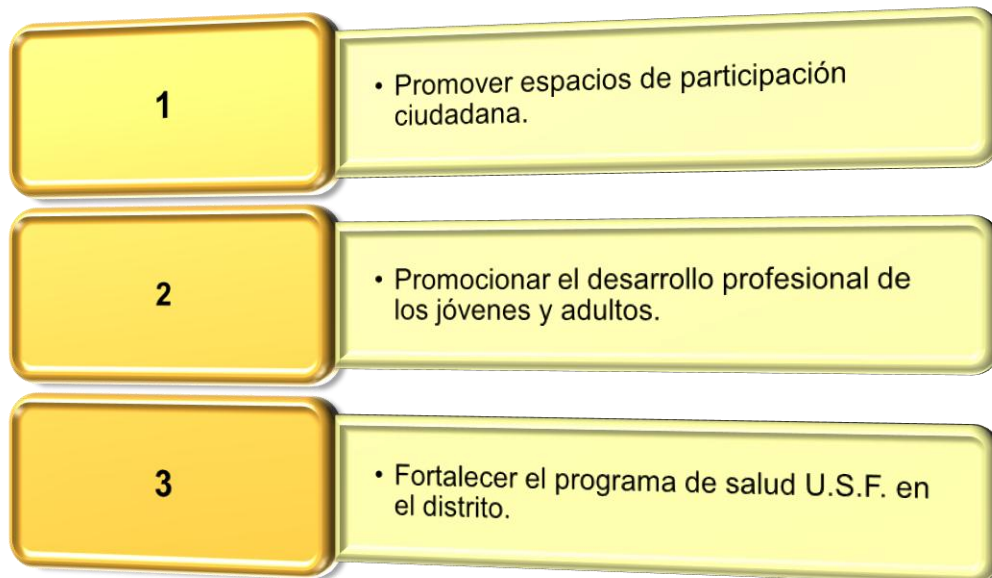 1
• Promover espacios de participación
ciudadana.
2
• Promocionar el desarrollo profesional de
los jóvenes y adultos.
3
• Fortalecer el programa de salud U.S.F. en
el distrito.